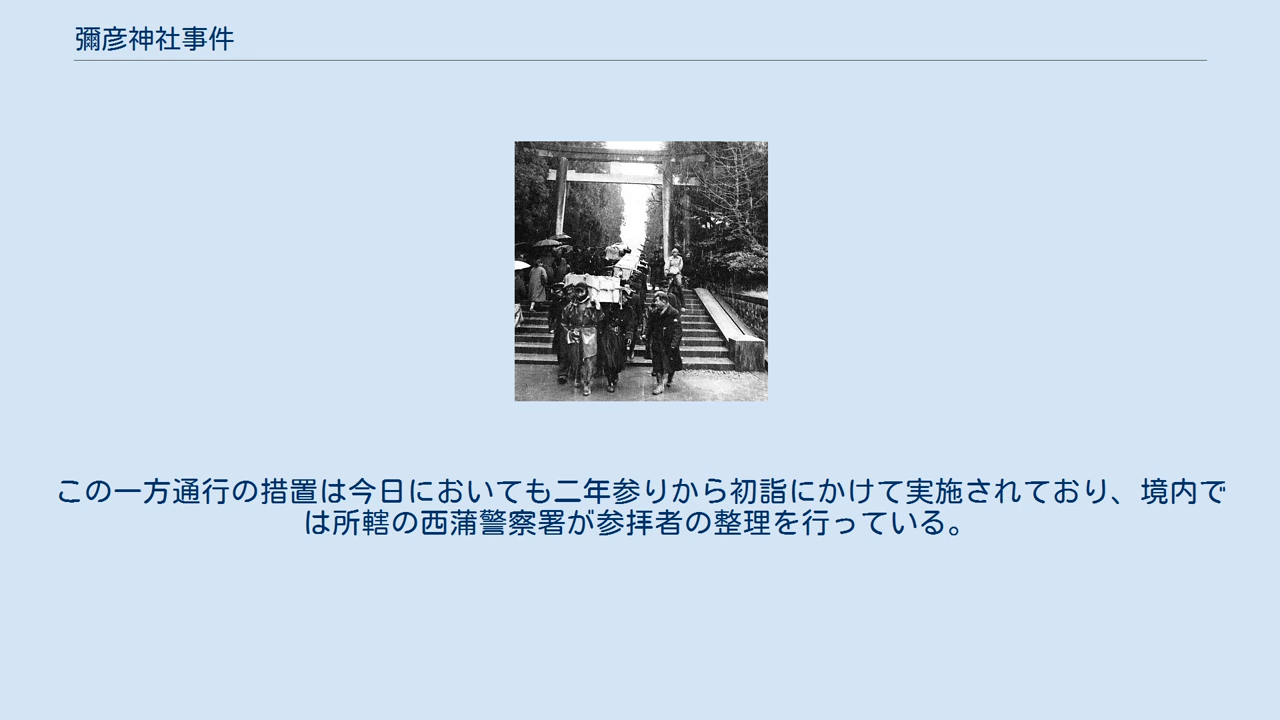 彌彦神社事件
この一方通行の措置は今日においても二年参りから初詣にかけて実施されており、境内で
は所轄の西蒲警察署が参拝者の整理を行っている。